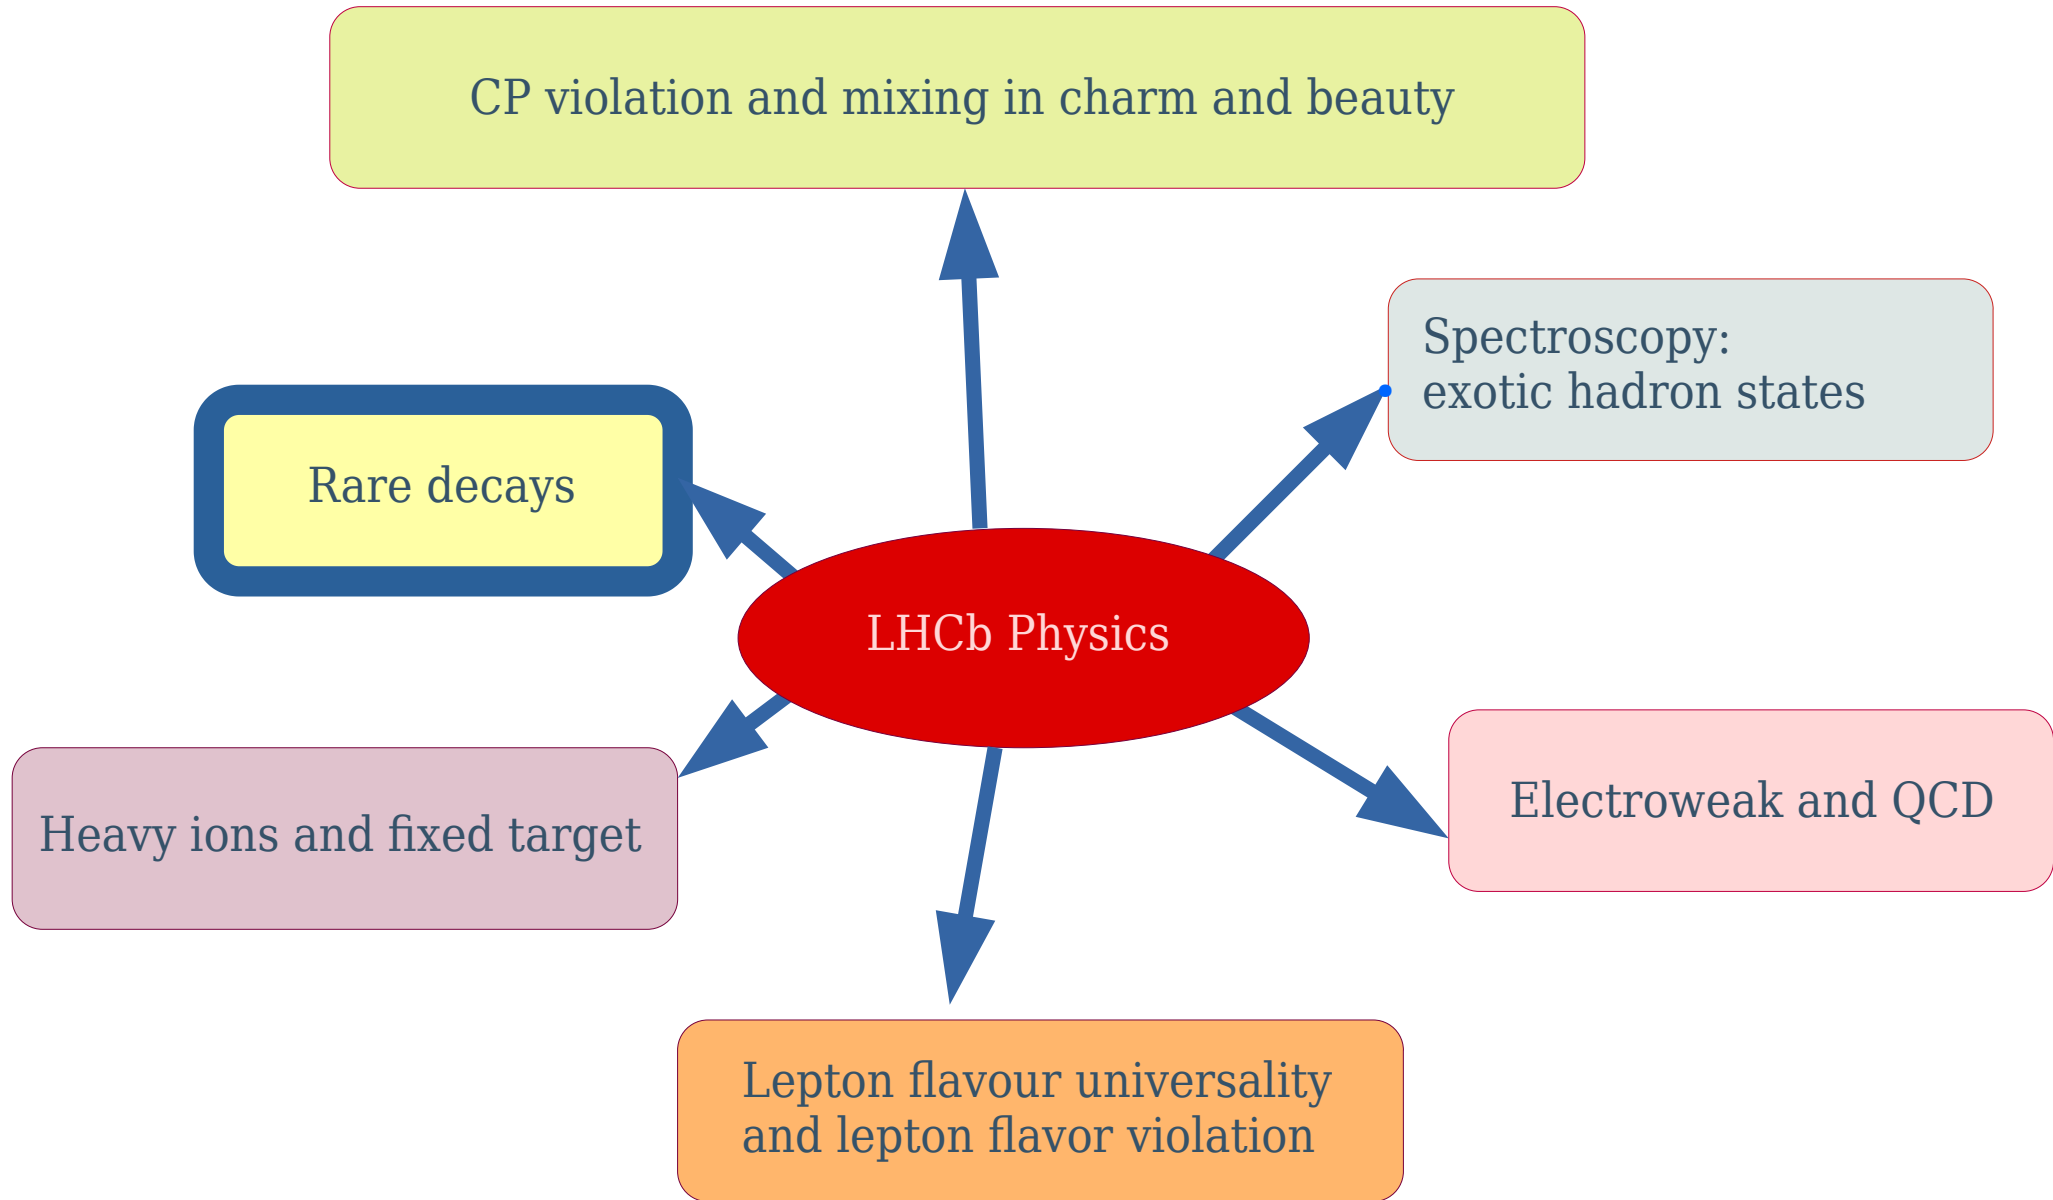 CP violation and mixing in charm and beauty
Spectroscopy:
exotic hadron states
Rare decays
LHCb Physics
Electroweak and QCD
Heavy ions and fixed target
Lepton flavour universality
and lepton flavor violation